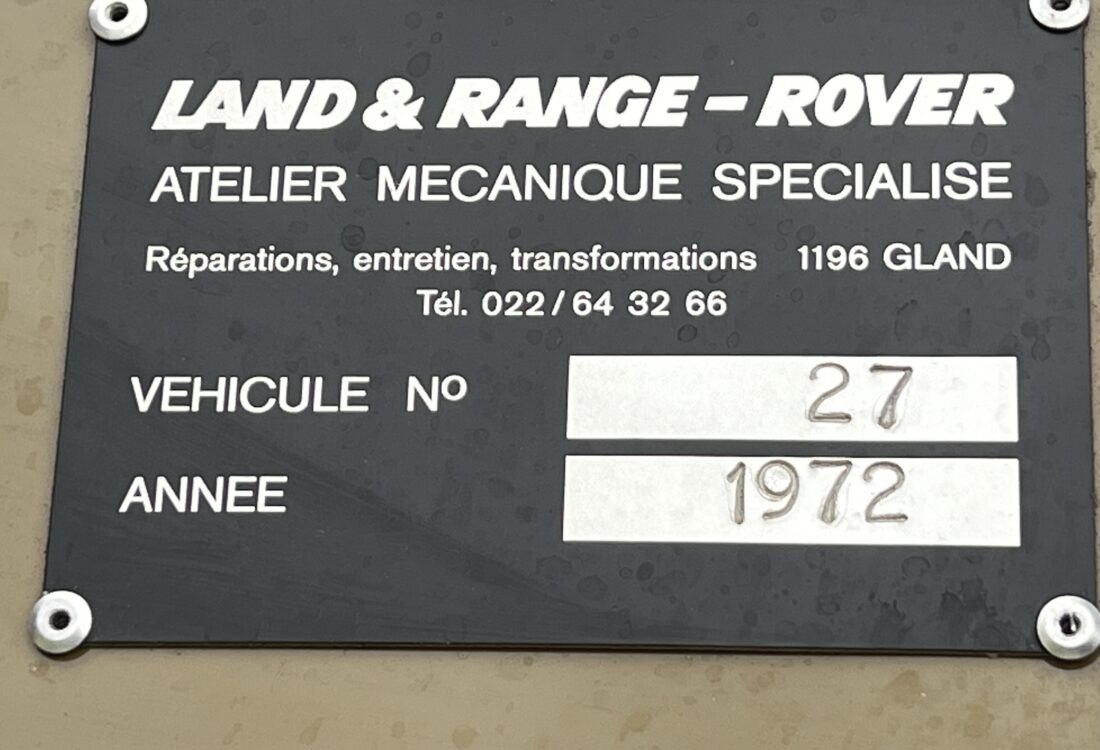 LAND & RANGE – ROVER
ATELIER MECANIQUE SPECIALISE
Réparations, entretien, transformations 1196 GLAND
Tél. 022/64 32 66
VEHICULE Nº 27
ANNEE 1972